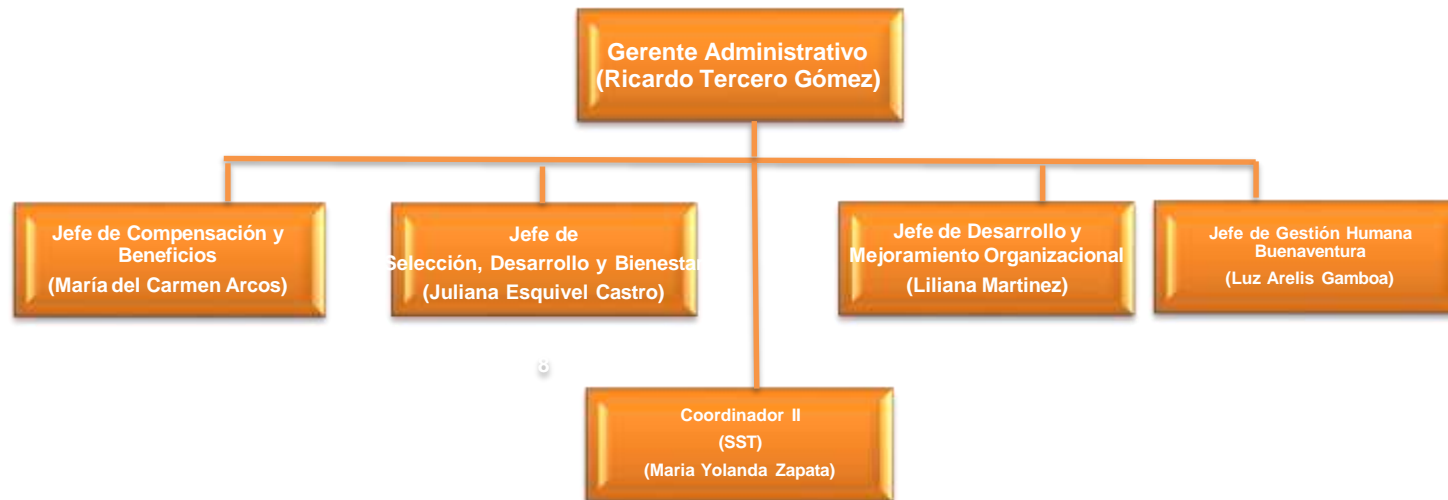 Gerente Administrativo
(Ricardo Tercero Gómez)
Jefe de Compensación y
Beneficios
(María del Carmen Arcos)
Jefe de
Selección, Desarrollo y Bienestar
(Juliana Esquivel Castro)
Jefe de Desarrollo y
Mejoramiento Organizacional
(Liliana Martinez)
Jefe de Gestión Humana
Buenaventura
(Luz Arelis Gamboa)
8
Coordinador II
(SST)
(Maria Yolanda Zapata)